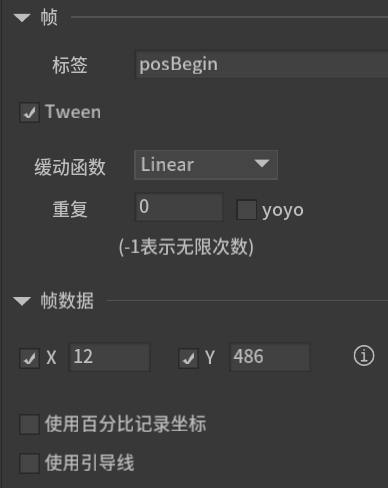 帧
标签 posBegin
Tween
缓动函数 Linear
重复 0 yoyo
(-1表示无限次数)
帧数据
X 12 Y 486
使用百分比记录坐标
使用引导线